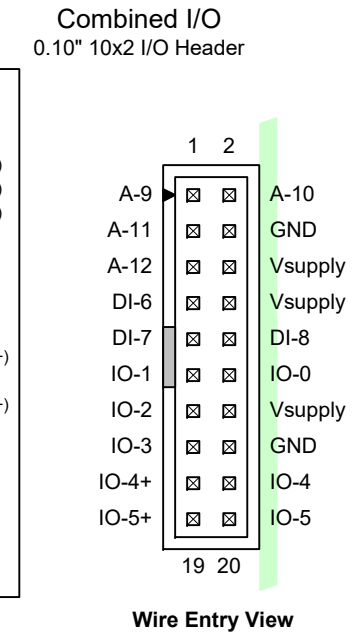 Combined I/O
0.10" 10x2 I/O Header
1 2
A-9 A-10
A-11 GND
A-12 Vsupply
DI-6 Vsupply
DI-7 DI-8
IO-1 IO-0
IO-2 Vsupply
IO-3 GND
IO-4+ IO-4
IO-5+ IO-5
19 20
Wire Entry View